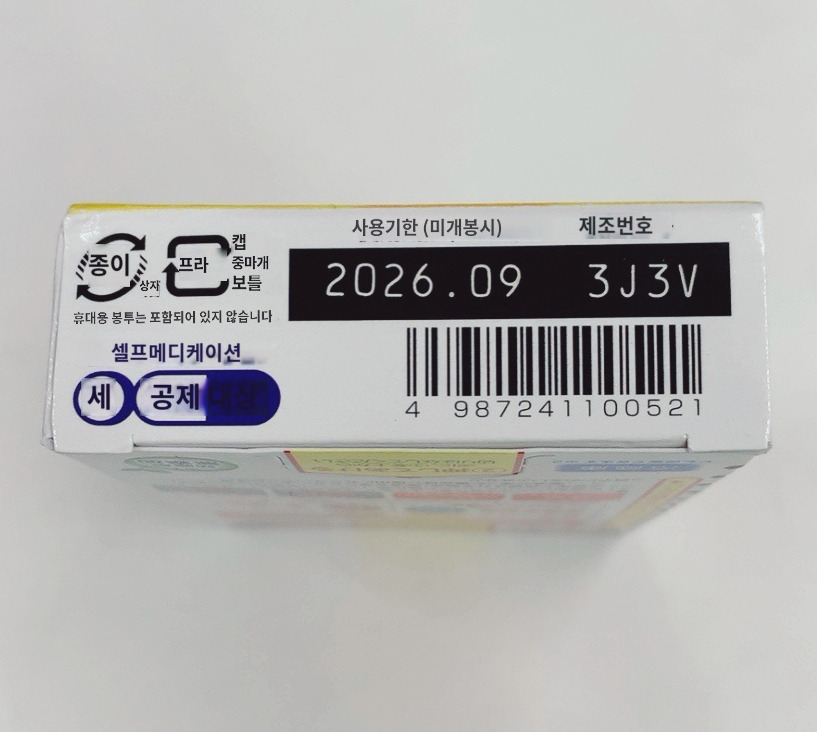 사용기한 (미개봉시) 제조번호
2026.09 3J3V
종이
상자
프라
캡
중마개
보틀
휴대용 봉투는 포함되어 있지 않습니다
셀프메디케이션
세 공제 대상
4 987241 100521